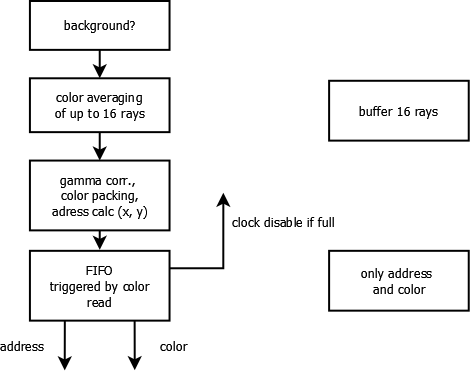 background?
color averaging
of up to 16 rays
buffer 16 rays
gamma corr.,
color packing,
adress calc (x, y)
clock disable if full
FIFO
triggered by color
read
only address
and color
address
color